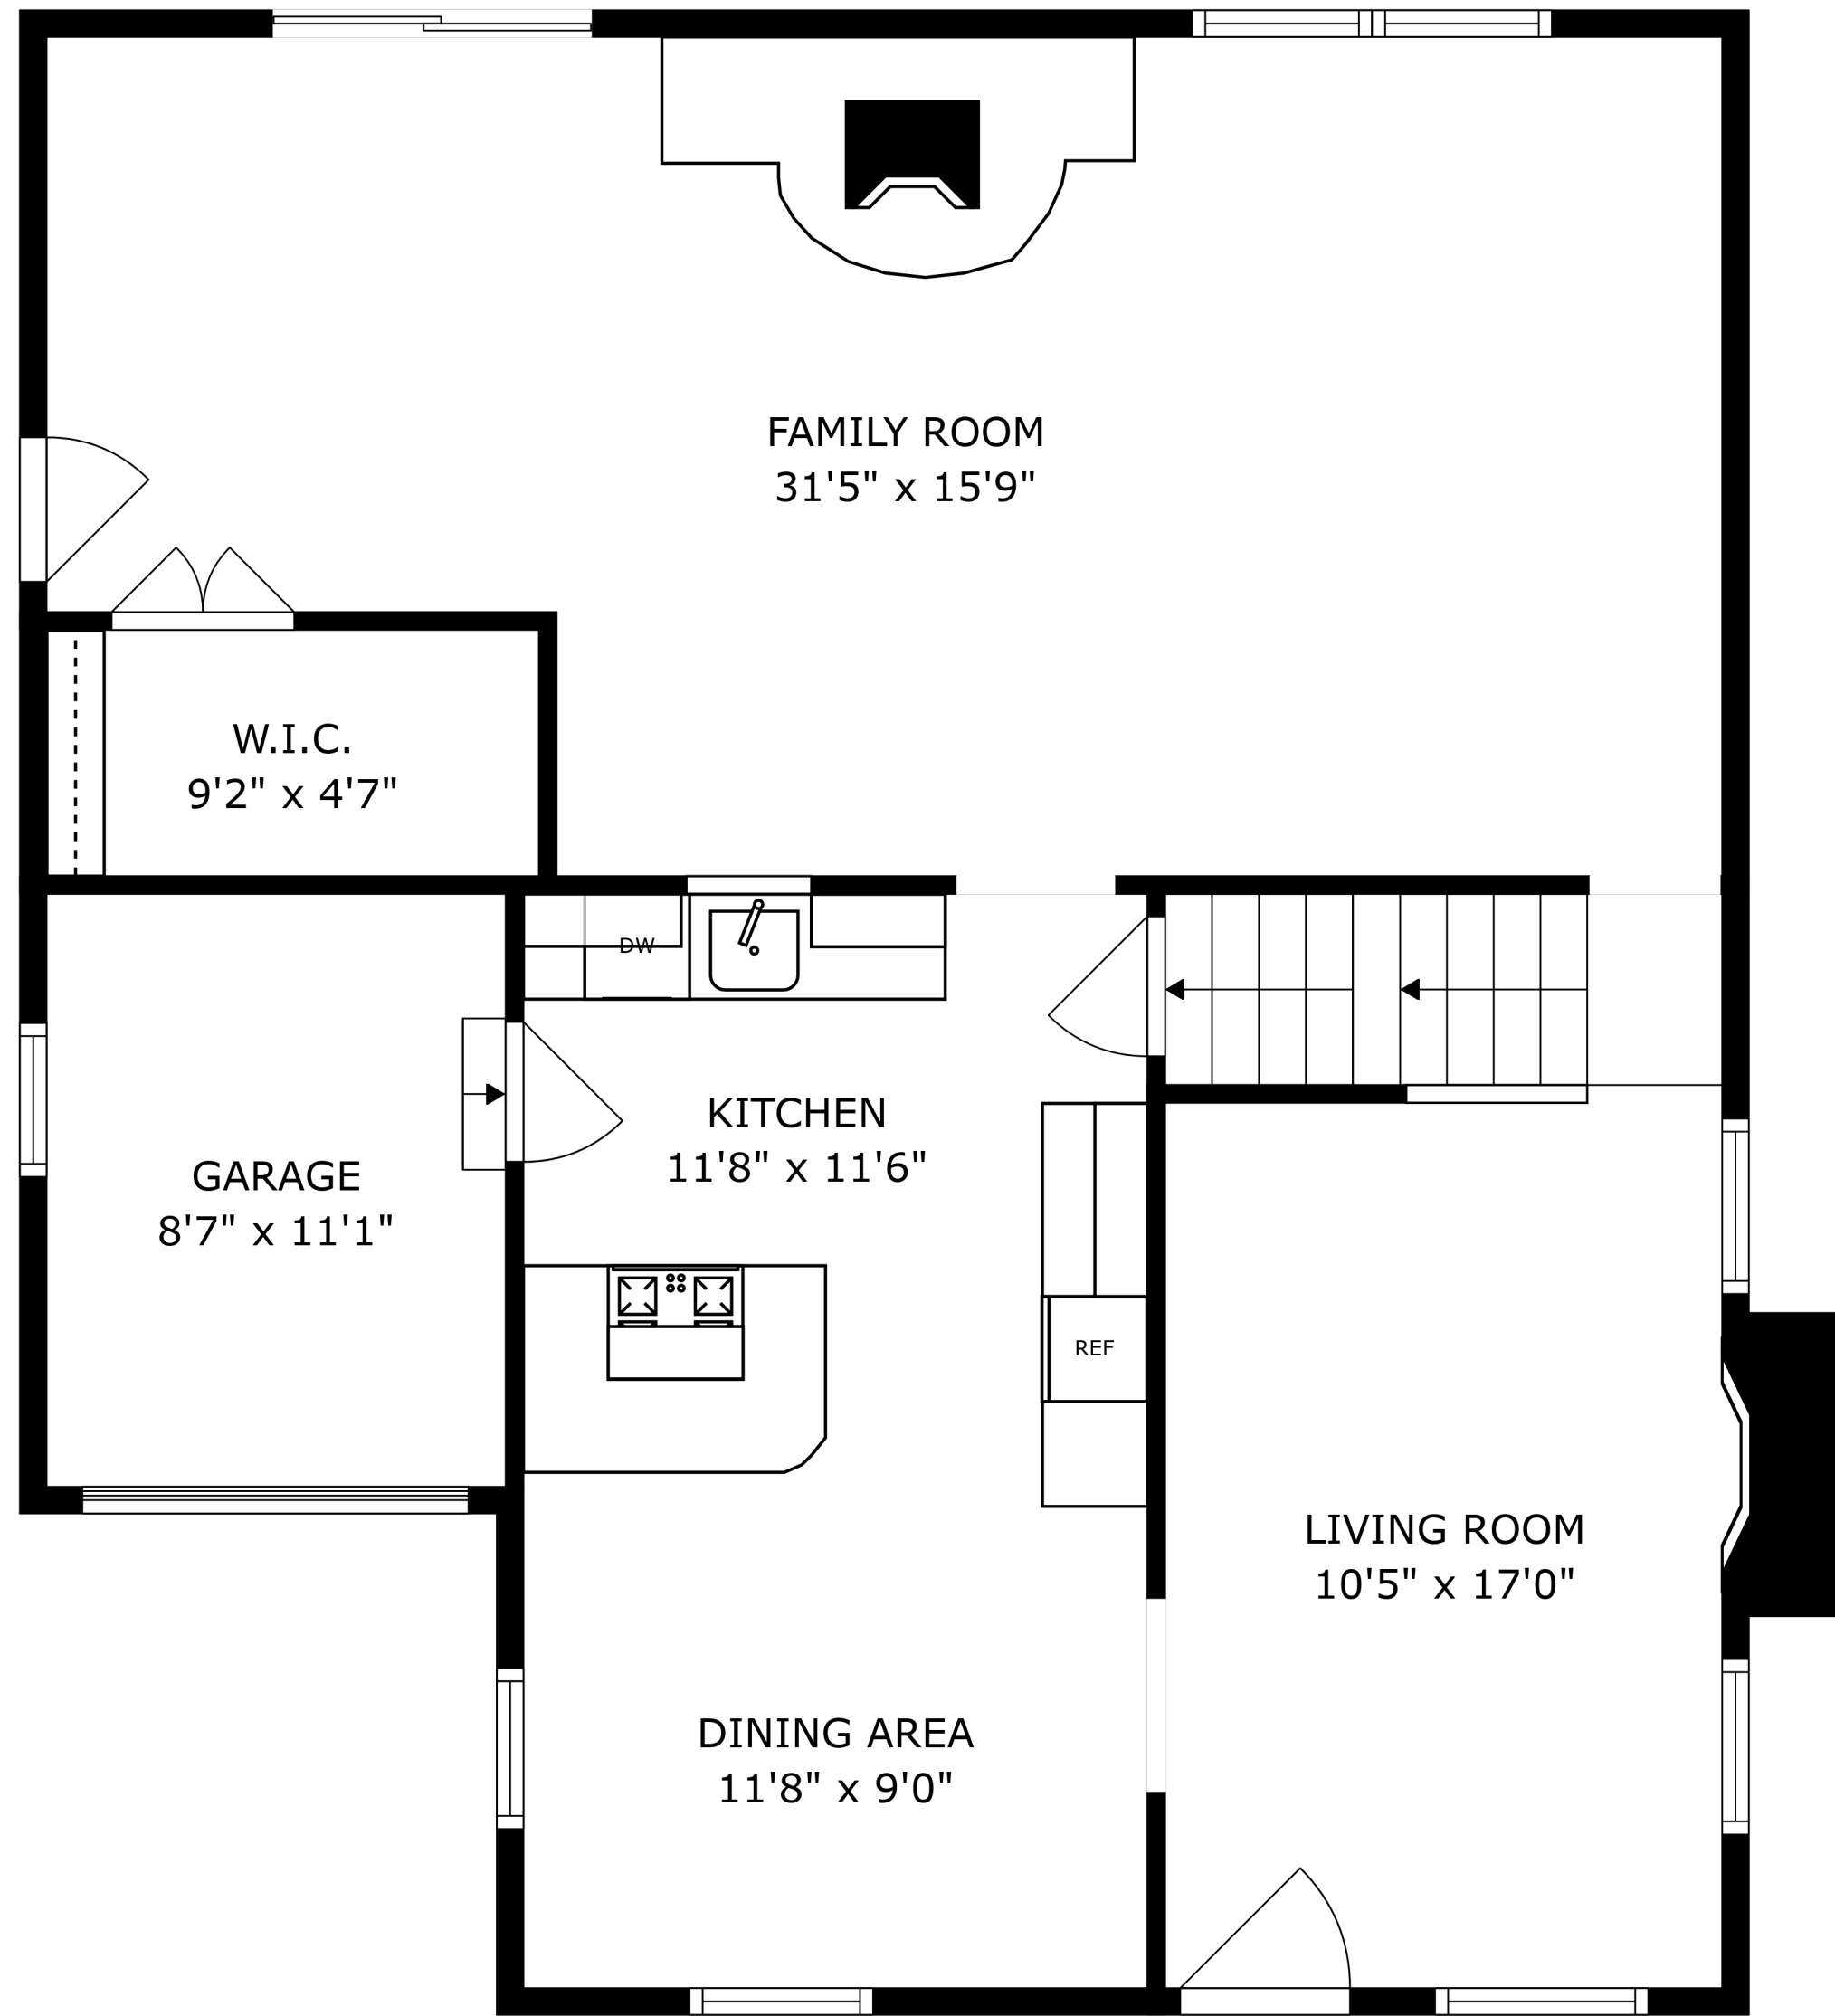 FAMILY ROOM
31'5" x 15'9"
W.I.C.
9'2" x 4'7"
DW
KITCHEN
11'8" x 11'6"
GARAGE
8'7" x 11'1"
REF
LIVING ROOM
10'5" x 17'0"
DINING AREA
11'8" x 9'0"